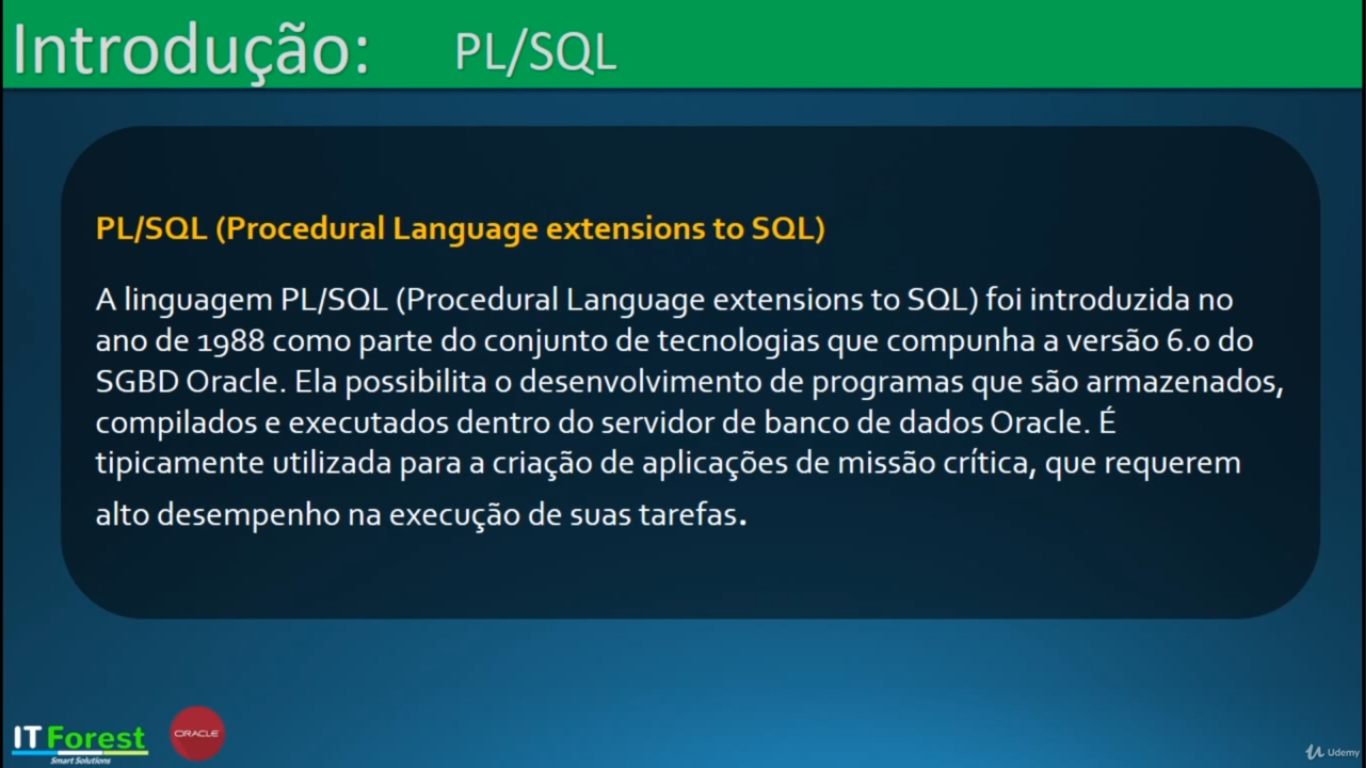 Introdução: PL/SQL
PL/SQL (Procedural Language extensions to SQL)
A linguagem PL/SQL (Procedural Language extensions to SQL) foi introduzida no
ano de 1988 como parte do conjunto de tecnologias que compunha a versão 6.0 do
SGBD Oracle. Ela possibilita o desenvolvimento de programas que são armazenados,
compilados e executados dentro do servidor de banco de dados Oracle. É
tipicamente utilizada para a criação de aplicações de missão crítica, que requerem
alto desempenho na execução de suas tarefas.
IT Forest
Smart Solutions
ORACLE
Udemy